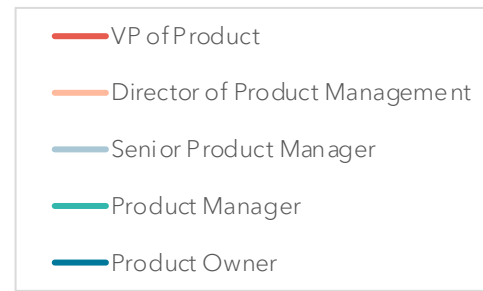 VP of Product
Director of Product Management
Senior Product Manager
Product Manager
Product Owner